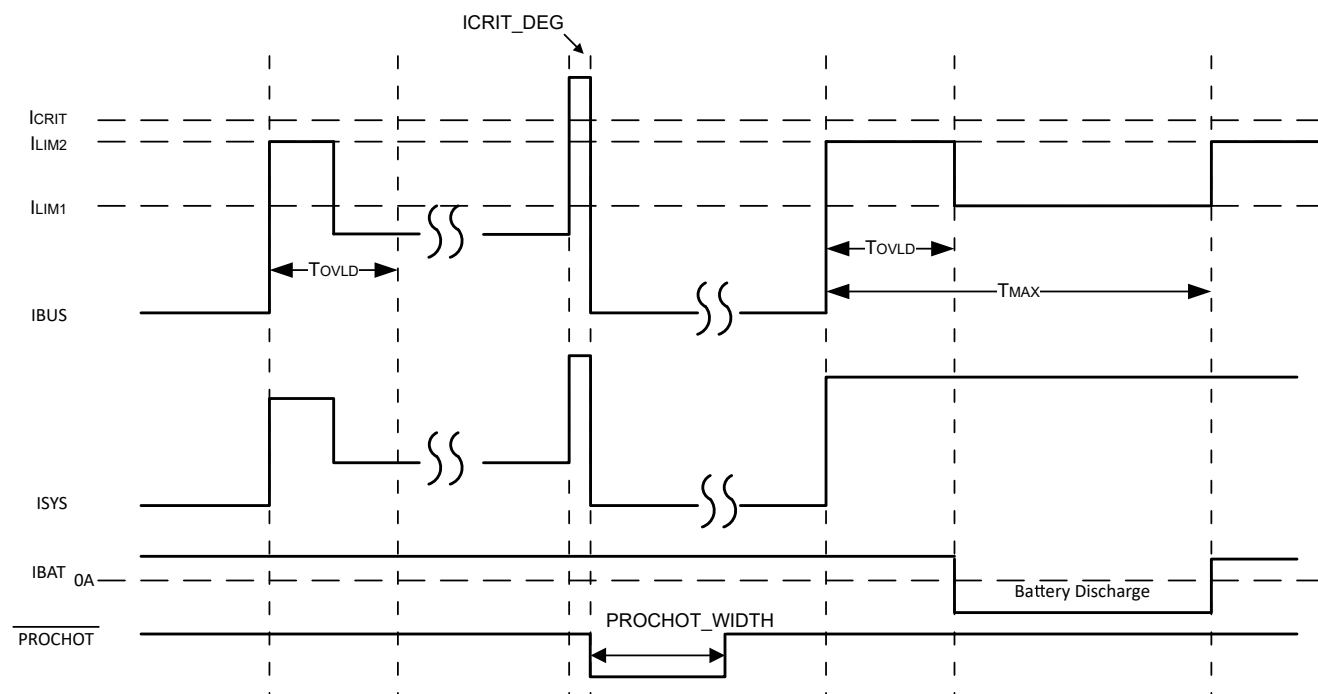 ICRIT_DEG
ICRIT
ILIM2
ILIM1
TOVLD
TOVLD
TMAX
IBUS
ISYS
IBAT
0A
Battery Discharge
PROCHOT_WIDTH
PROCHOT